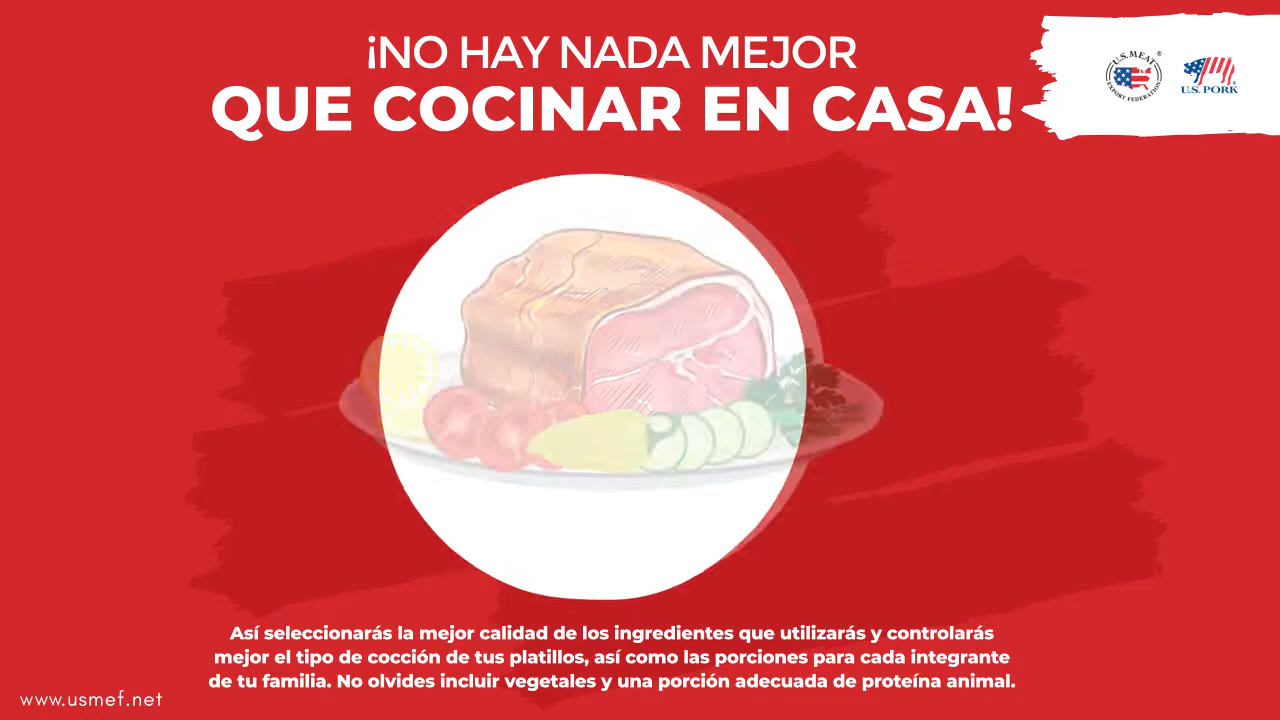 ¡NO HAY NADA MEJOR
QUE COCINAR EN CASA!
U.S. MEAT
EXPORT FEDERATION
®
U.S. PORK
®
Así seleccionarás la mejor calidad de los ingredientes que utilizarás y controlarás
mejor el tipo de cocción de tus platillos, así como las porciones para cada integrante
de tu familia. No olvides incluir vegetales y una porción adecuada de proteína animal.
www.usmef.net